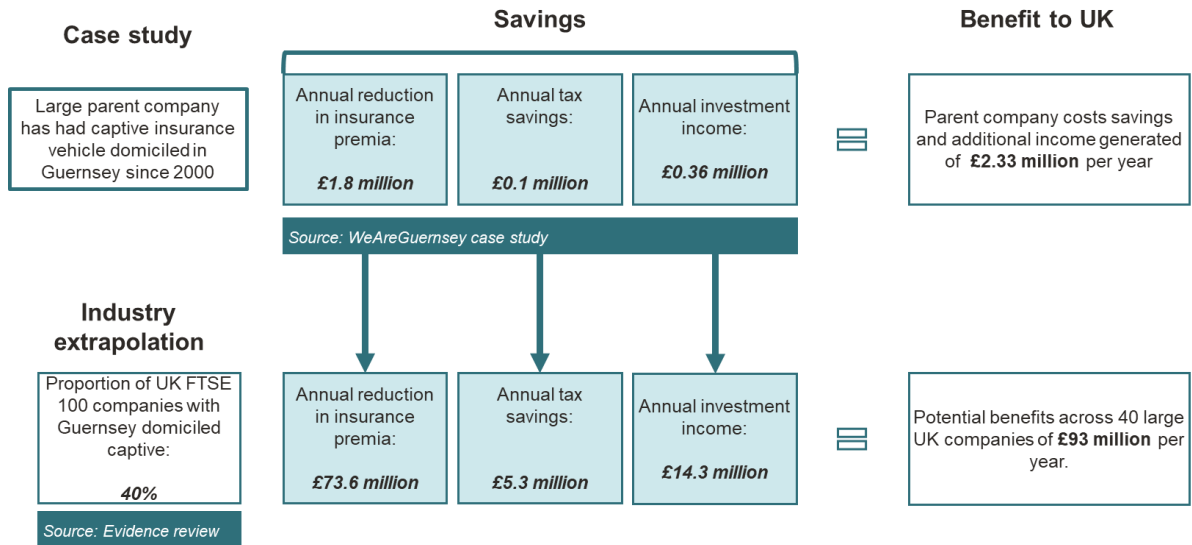 Case study
Savings
Benefit to UK
Large parent company
has had captive insurance
vehicle domiciled in
Guernsey since 2000
Annual reduction
in insurance
premia:
£1.8 million
Annual tax
savings:
£0.1 million
Annual investment
income:
£0.36 million
Parent company costs savings
and additional income generated
of £2.33 million per year
Source: WeAreGuernsey case study
Industry
extrapolation
Proportion of UK FTSE
100 companies with
Guernsey domiciled
captive:
40%
Source: Evidence review
Annual reduction
in insurance
premia:
£73.6 million
Annual tax
savings:
£5.3 million
Annual investment
income:
£14.3 million
Potential benefits across 40 large
UK companies of £93 million per
year.